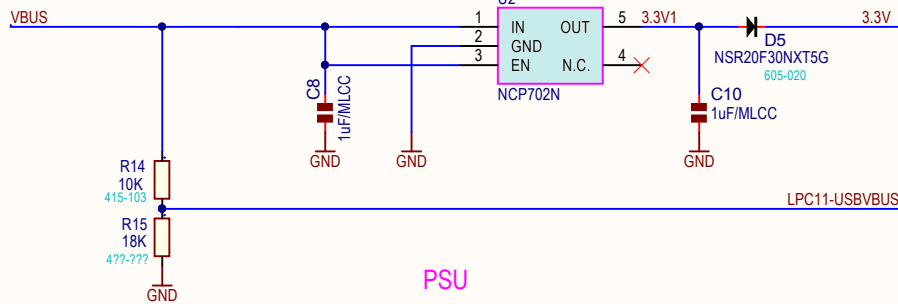 VBUS
1
IN
OUT
5
3.3V1
3.3V
2
GND
3
EN
N.C.
4
NCP702N
D5
NSR20F30NXT5G
605-020
C8
1uF/MLCC
C10
1uF/MLCC
GND
GND
GND
R14
10K
415-103
LPC11-USBVBUS
R15
18K
4??-???
GND
PSU